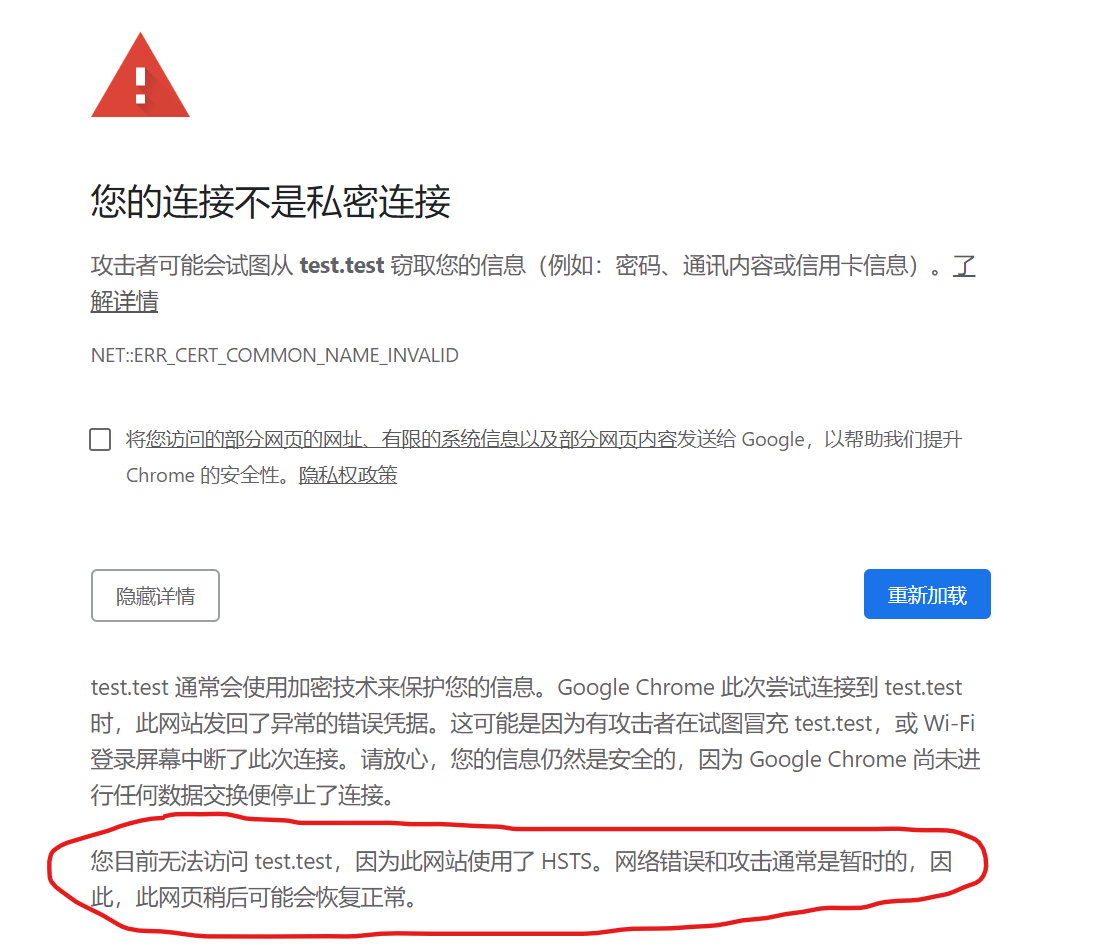 您的连接不是私密连接
攻击者可能会试图从 test.test 窃取您的信息（例如：密码、通讯内容或信用卡信息）。了
解详情
NET::ERR_CERT_COMMON_NAME_INVALID
将您访问的部分网页的网址、有限的系统信息以及部分网页内容发送给 Google，以帮助我们提升
Chrome 的安全性。隐私权政策
隐藏详情
重新加载
test.test 通常会使用加密技术来保护您的信息。Google Chrome 此次尝试连接到 test.test
时，此网站发回了异常的错误凭据。这可能是因为有攻击者在试图冒充 test.test，或 Wi-Fi
登录屏幕中断了此次连接。请放心，您的信息仍然是安全的，因为 Google Chrome 尚未进
行任何数据交换便停止了连接。
您目前无法访问 test.test，因为此网站使用了 HSTS。网络错误和攻击通常是暂时的，因
此，此网页稍后可能会恢复正常。